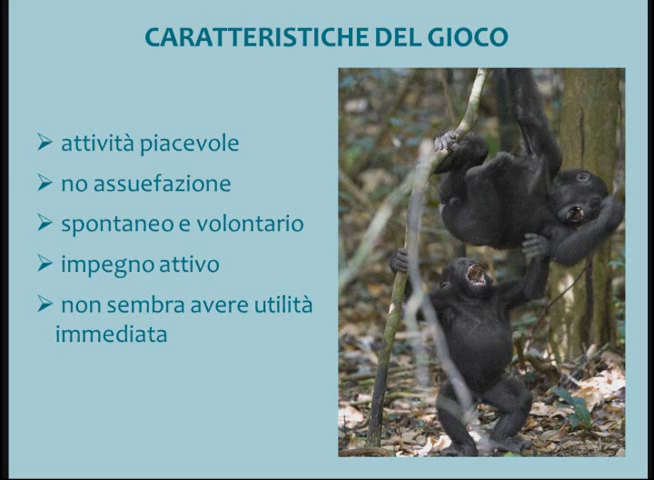 CARATTERISTICHE DEL GIOCO
➢ attività piacevole
➢ no assuefazione
➢ spontaneo e volontario
➢ impegno attivo
➢ non sembra avere utilità
immediata